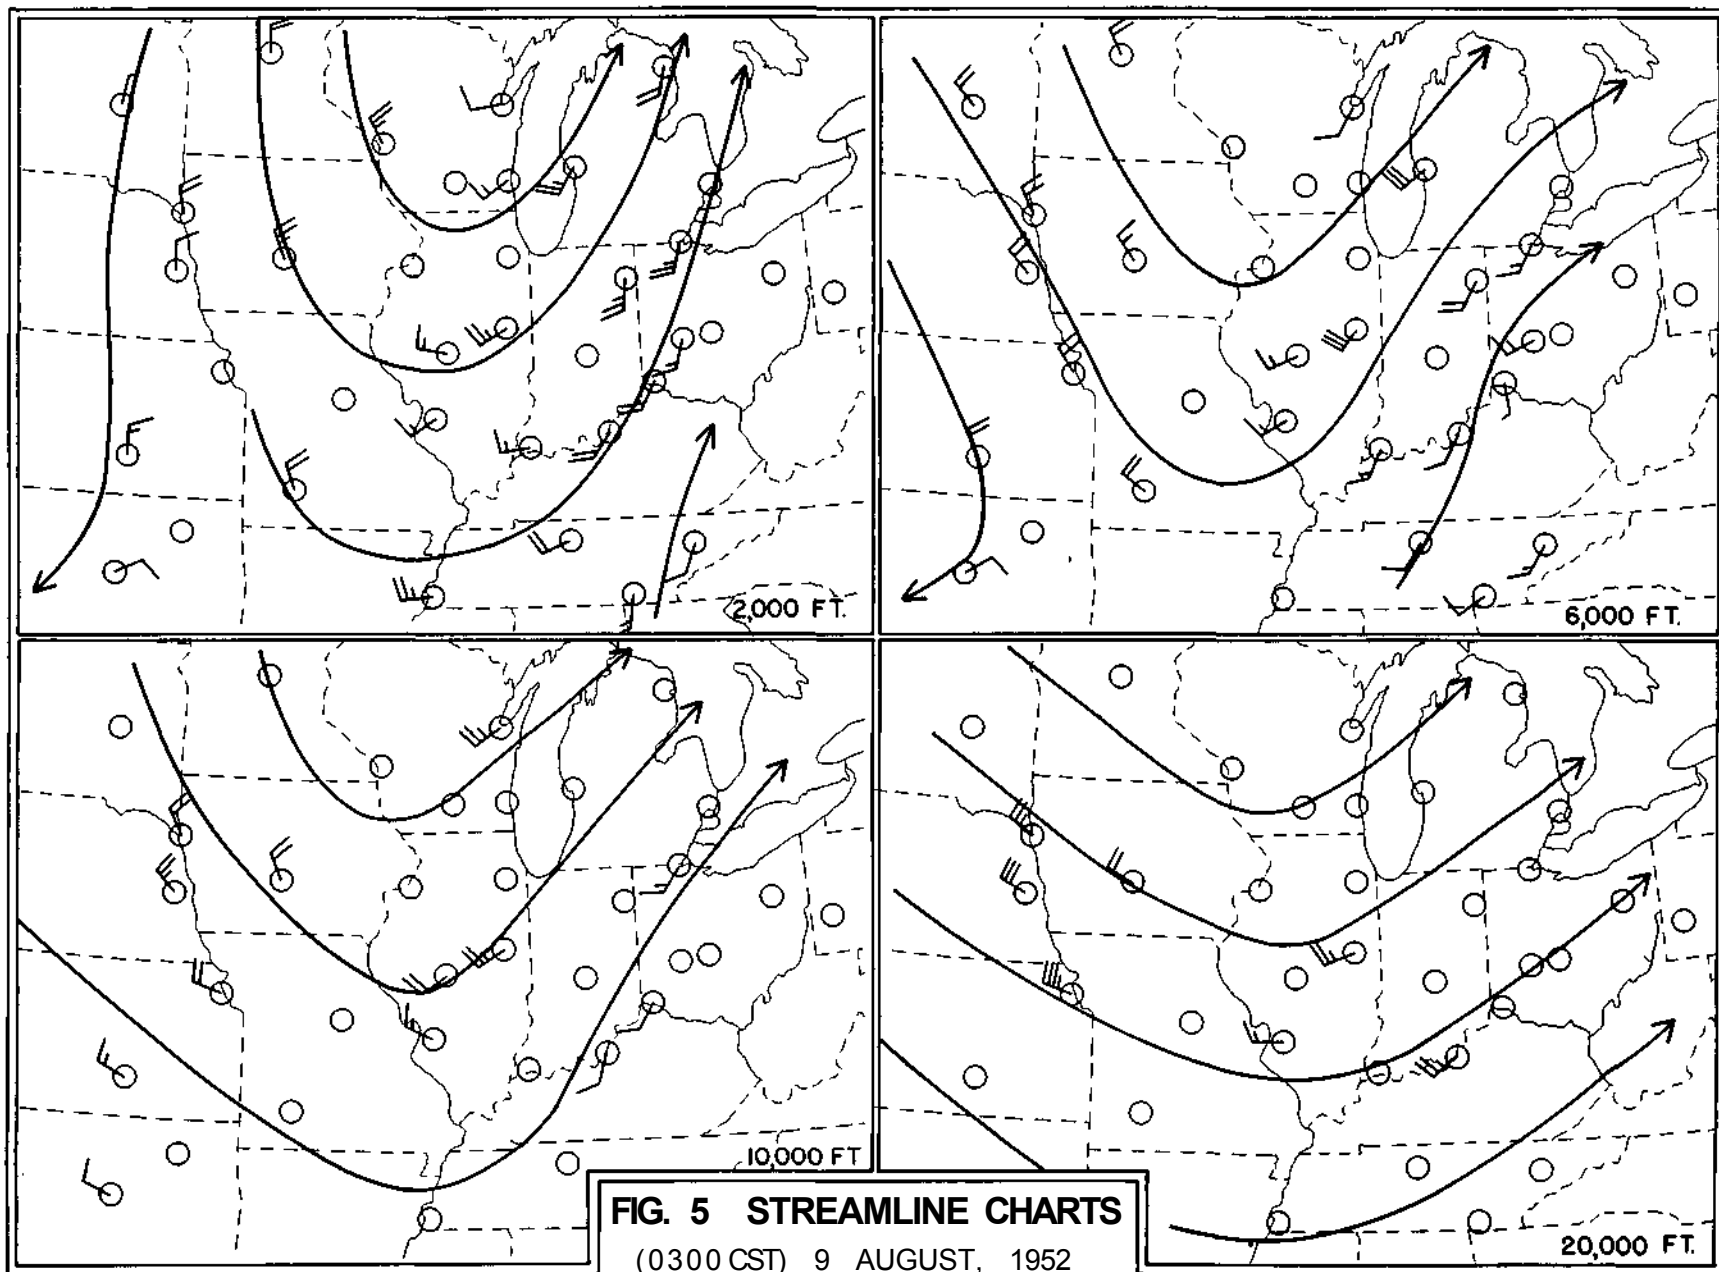 2,000 FT.
6,000 FT.
10,000 FT
20,000 FT.
FIG. 5 STREAMLINE CHARTS
(0300 CST) 9 AUGUST, 1952